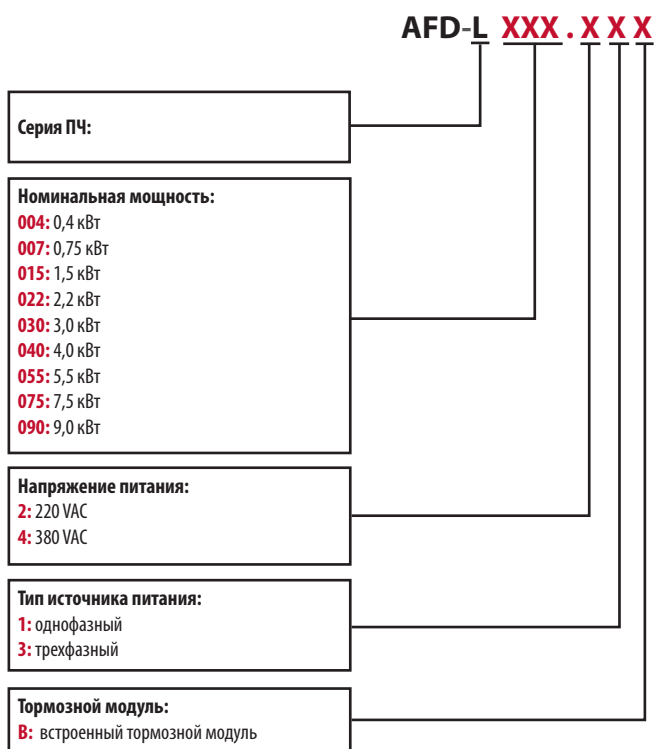 AFD-L XXX.XXX
Серия ПЧ:
Номинальная мощность:
004: 0,4 кВт
007: 0,75 кВт
015: 1,5 кВт
022: 2,2 кВт
030: 3,0 кВт
040: 4,0 кВт
055: 5,5 кВт
075: 7,5 кВт
090: 9,0 кВт
Напряжение питания:
2: 220 VAC
4: 380 VAC
Тип источника питания:
1: однофазный
3: трехфазный
Тормозной модуль:
B: встроенный тормозной модуль